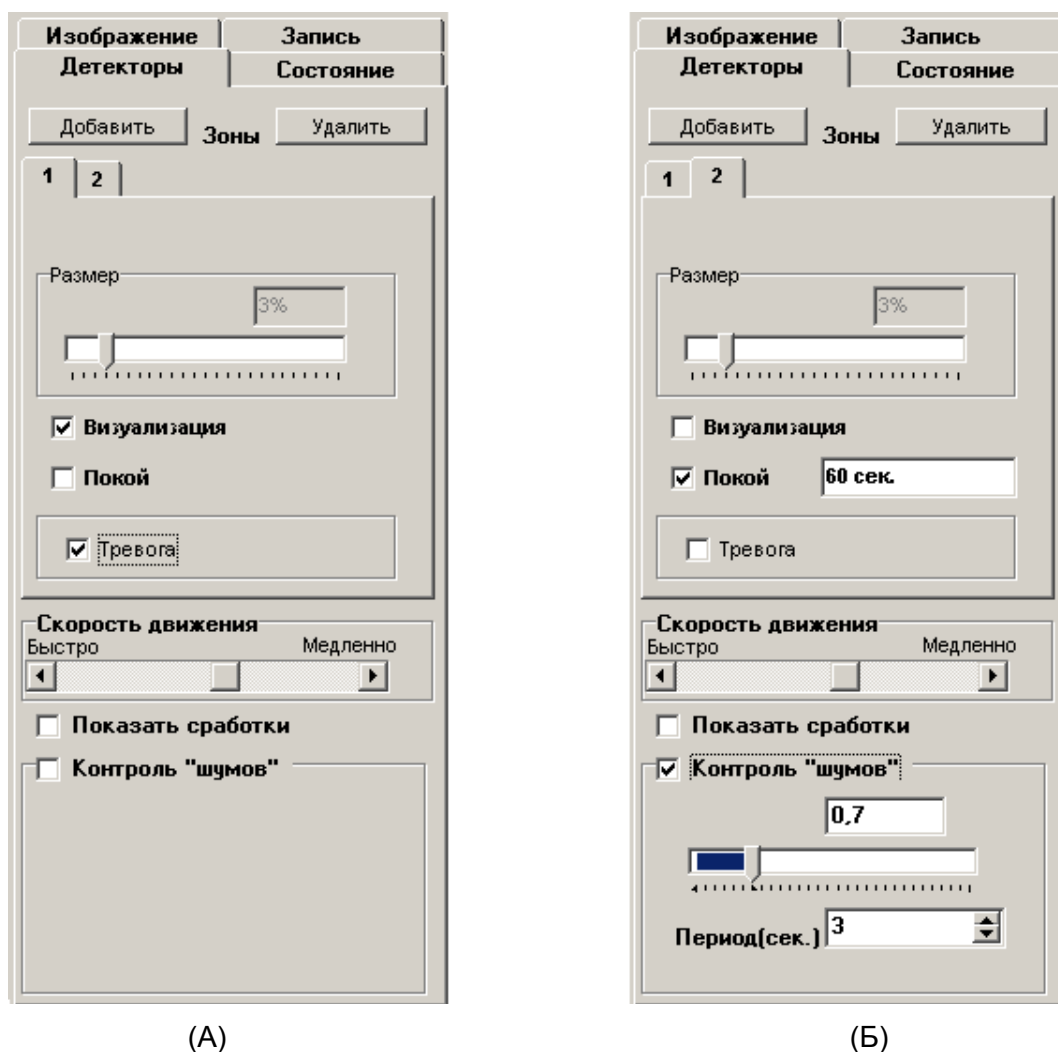 Изображение Запись
Детекторы Состояние
Добавить Зоны Удалить
1 2
Размер
3%
Визуализация
Покой
Тревога
Скорость движения
Быстро Медленно
Показать сработки
Контроль "шумов"
(А)
Изображение Запись
Детекторы Состояние
Добавить Зоны Удалить
1 2
Размер
3%
Визуализация
Покой 60 сек.
Тревога
Скорость движения
Быстро Медленно
Показать сработки
Контроль "шумов"
0,7
Период(сек.) 3
(Б)